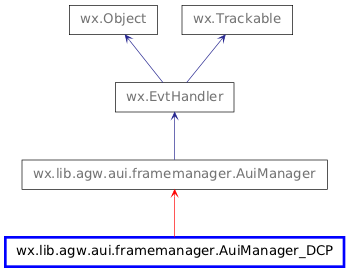 wx.Object
wx.Trackable
wx.EvtHandler
wx.lib.agw.aui.framemanager.AuiManager
wx.lib.agw.aui.framemanager.AuiManager_DCP